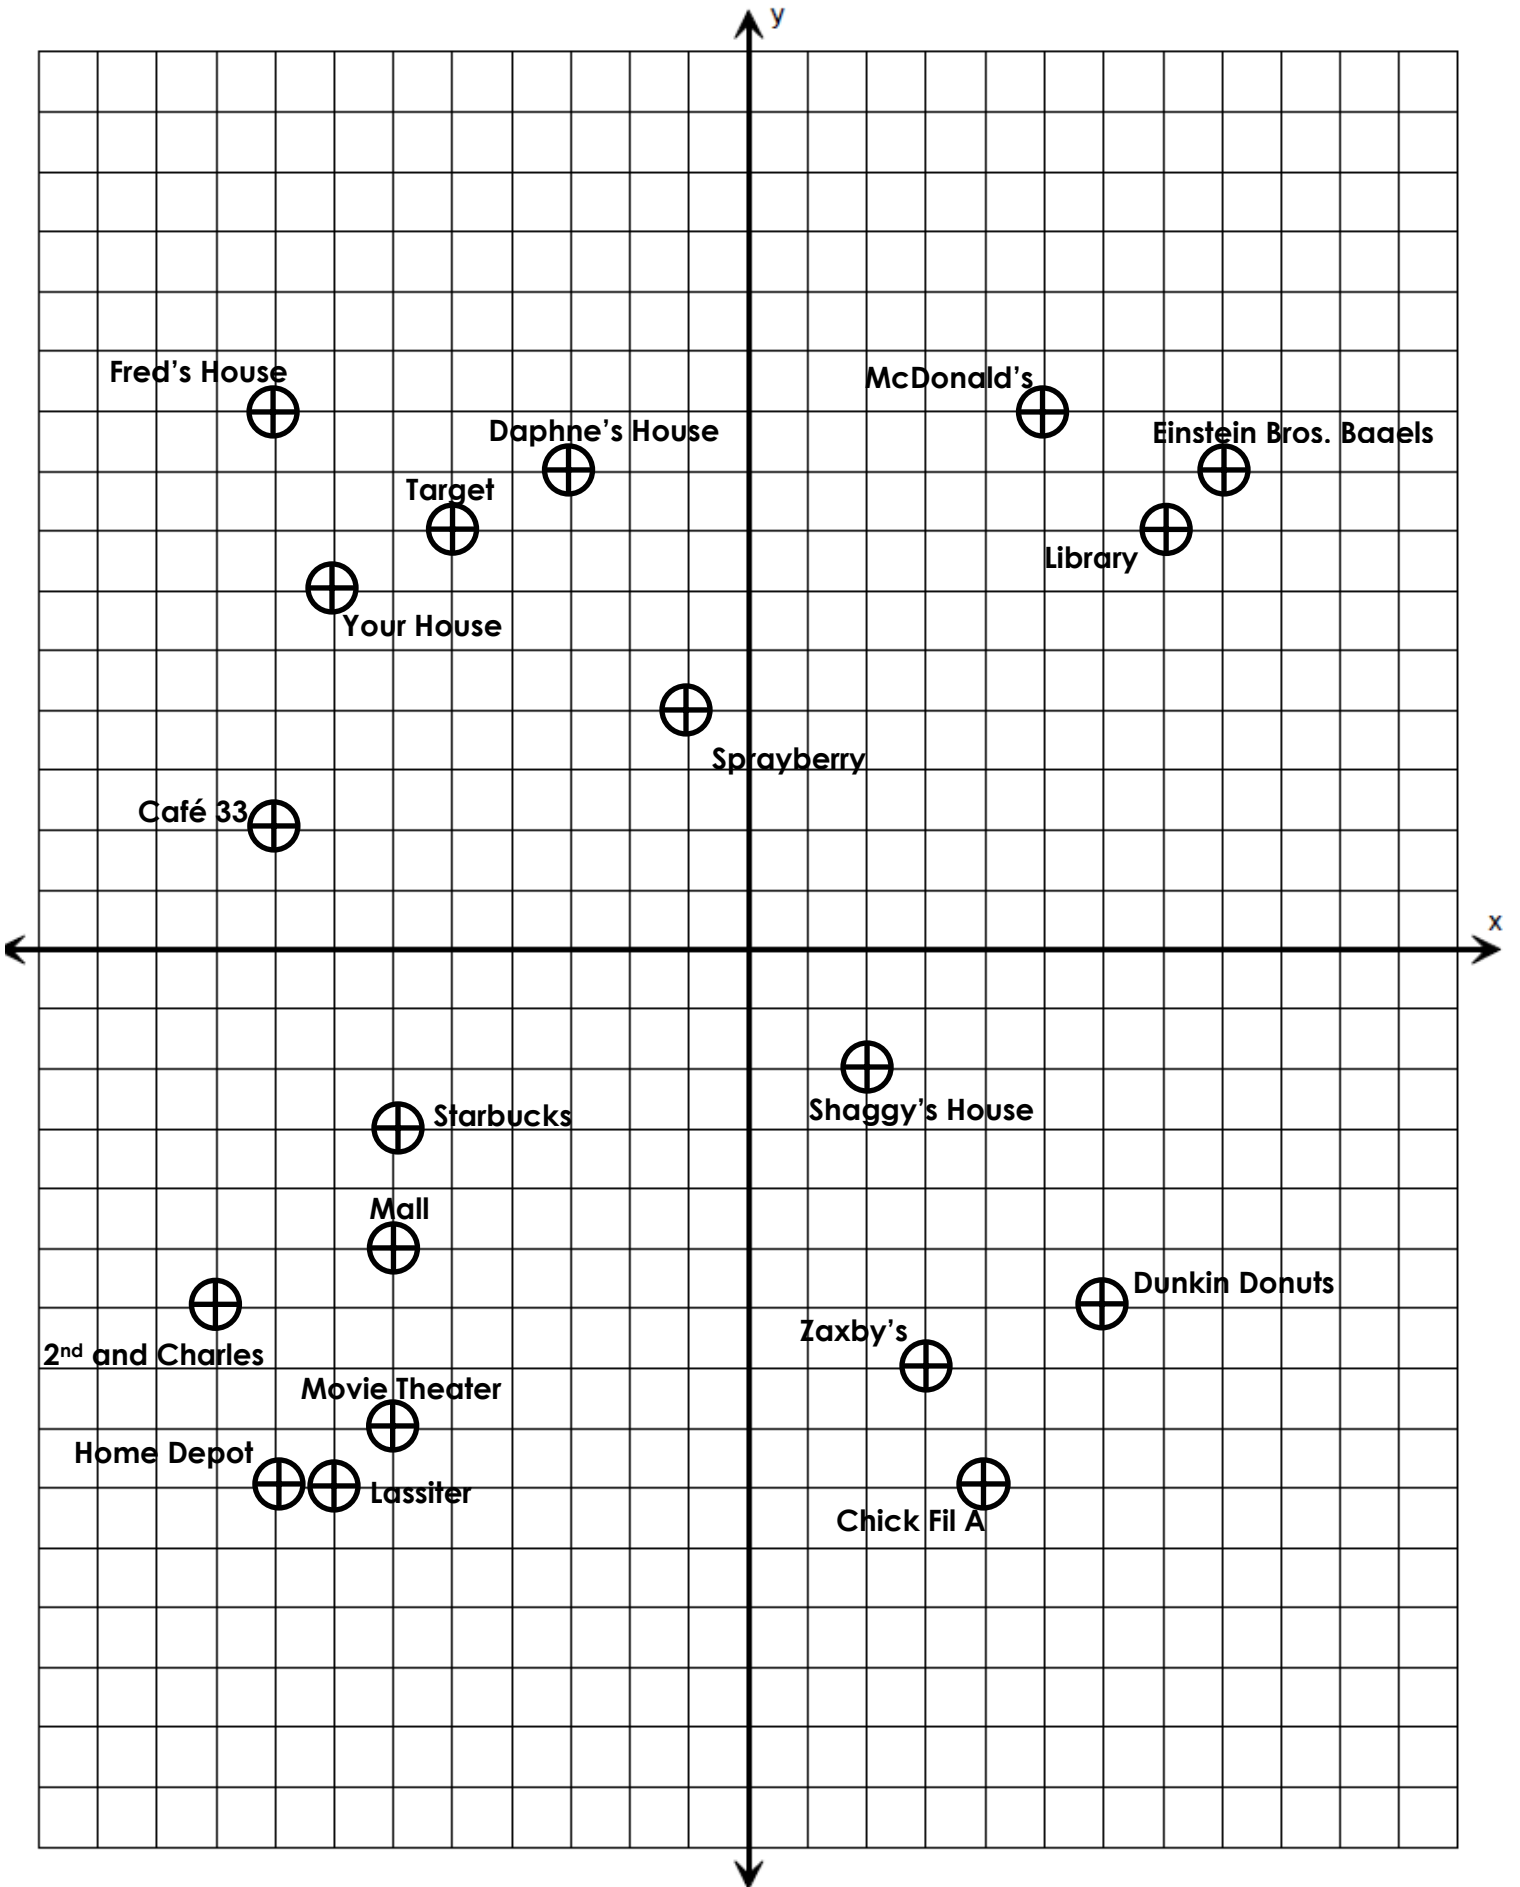 y
Fred’s House
McDonald’s
Daphne’s House
Einstein Bros. Baaels
Target
Library
Your House
Sprayberry
Café 33
x
Shaggy’s House
Starbucks
Mall
Dunkin Donuts
Zaxby’s
2nd and Charles
Movie Theater
Home Depot
Lassiter
Chick Fil A